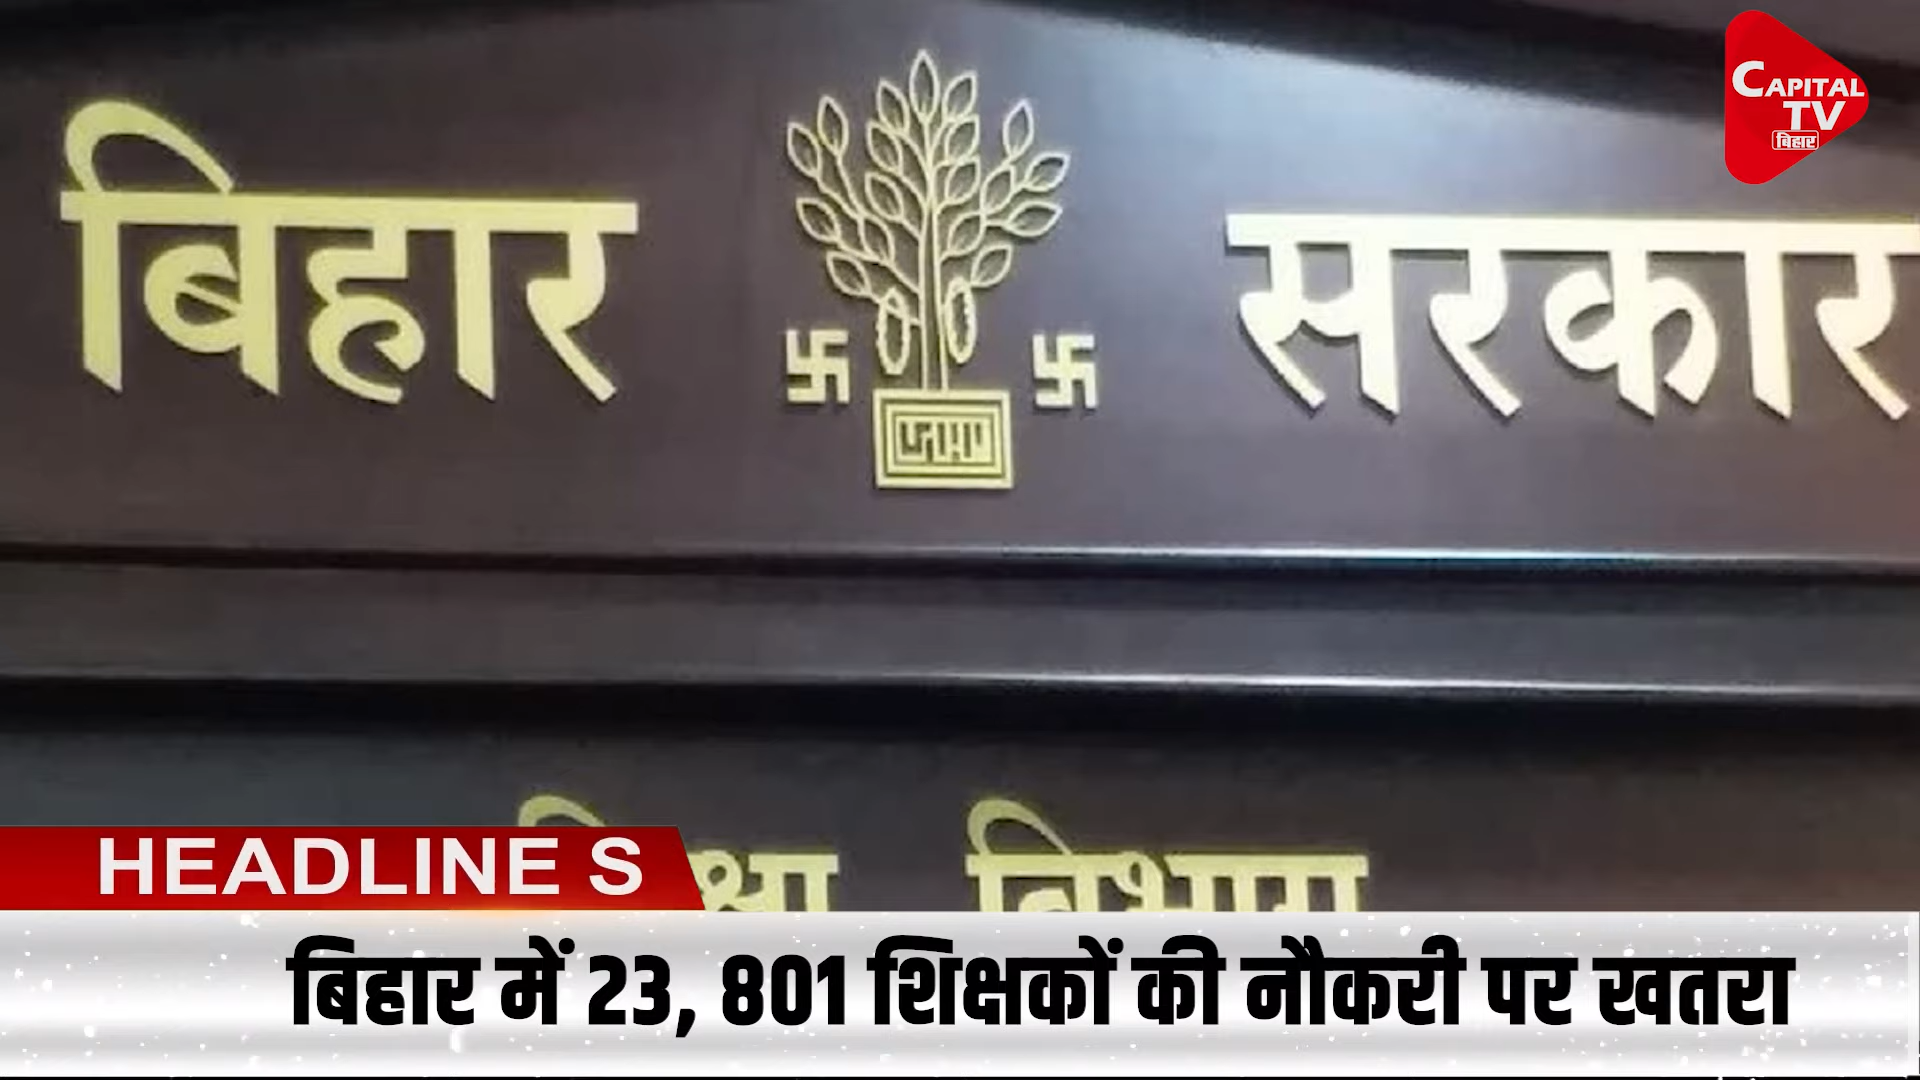 बिहार सरकार
CAPITAL
TV
बिहार
विभाग
HEADLINE S
बिहार में 23, 801 शिक्षकों की नौकरी पर खतरा